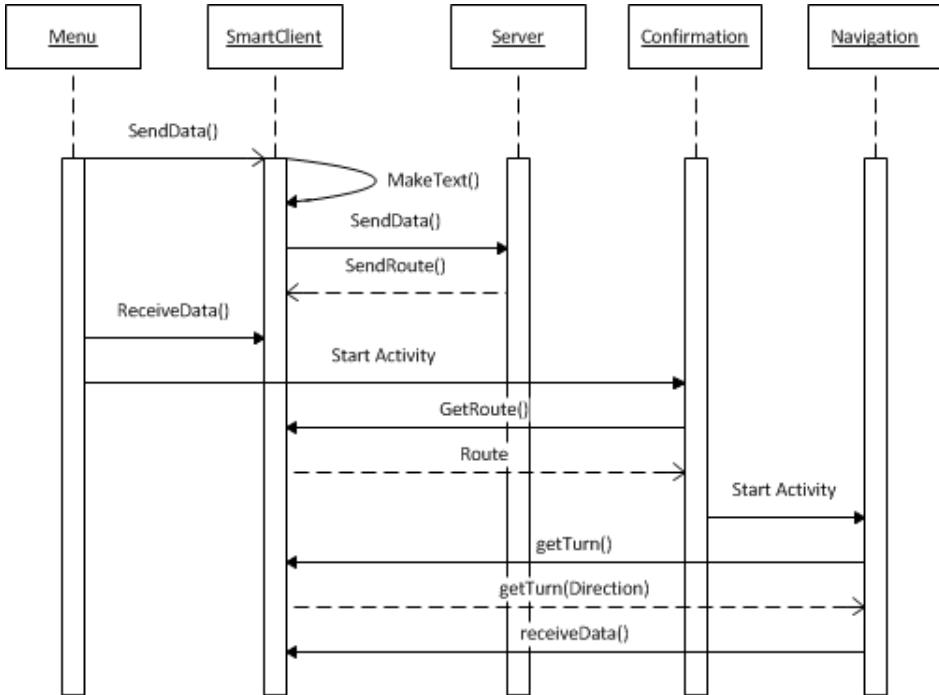 Menu
SmartClient
Server
Confirmation
Navigation
SendData()
MakeText()
SendData()
SendRoute()
ReceiveData()
Start Activity
GetRoute()
Route
Start Activity
getTurn()
getTurn(Direction)
receiveData()